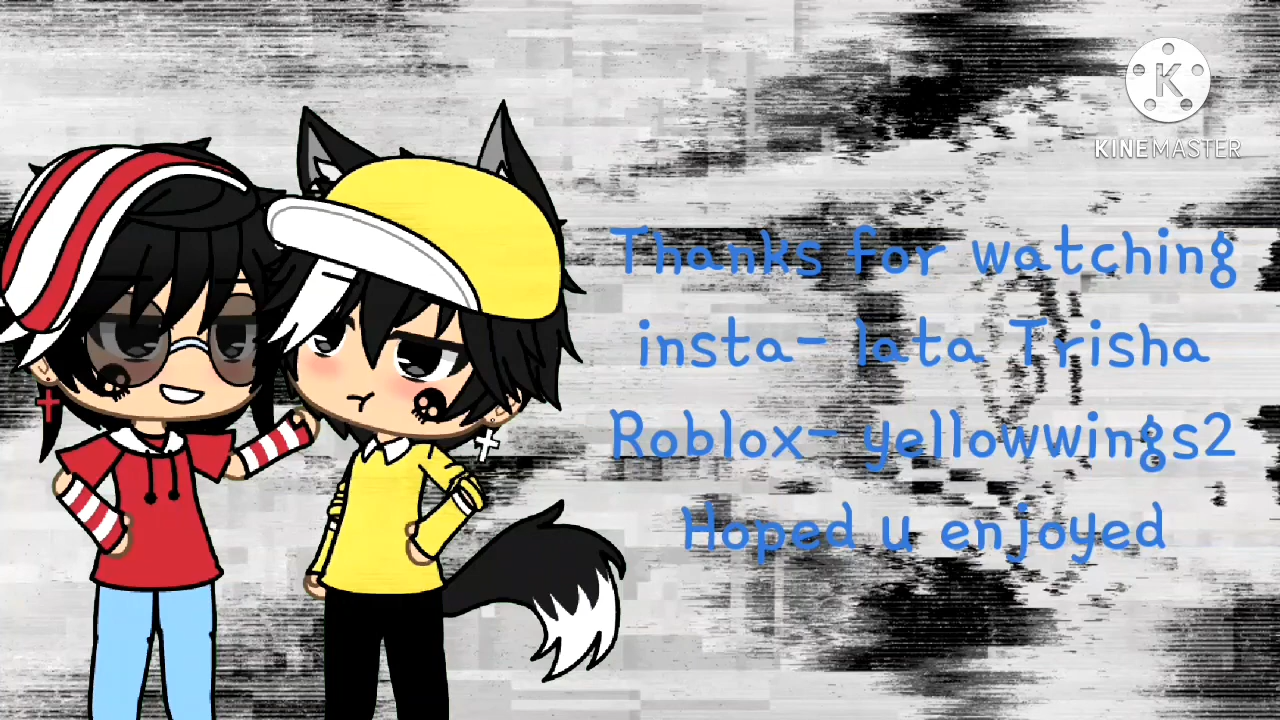 K
KINEMASTER
Thanks for watching
insta- lata Trisha
Roblox- yellowwings2
Hoped u enjoyed